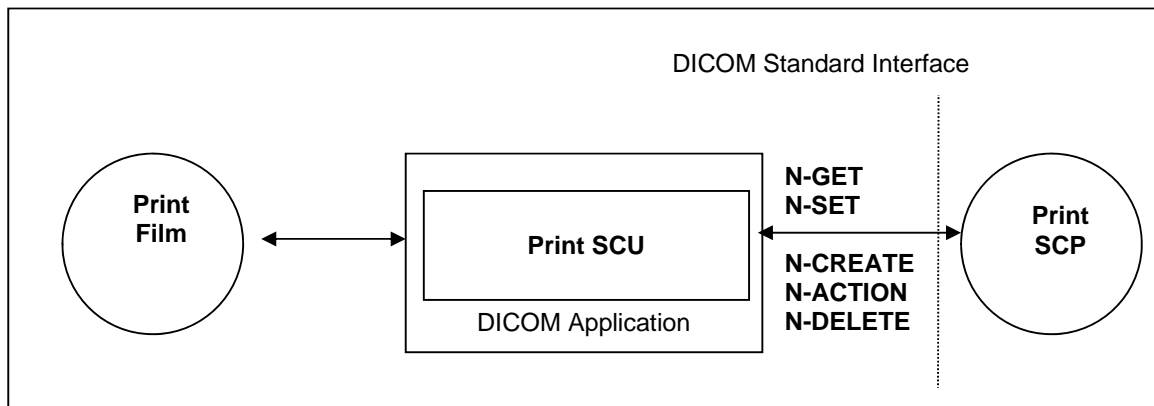 DICOM Standard Interface
Print
Film
Print SCU
DICOM Application
N-GET
N-SET
N-CREATE
N-ACTION
N-DELETE
Print
SCP